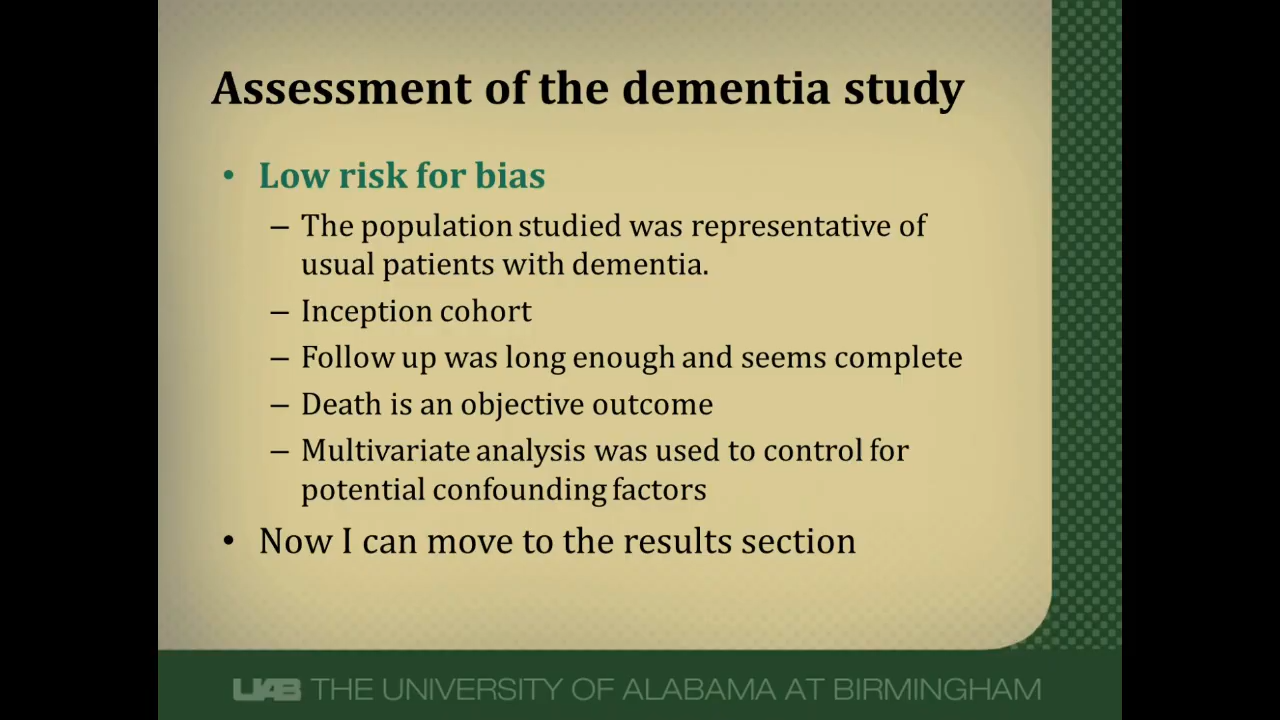 Assessment of the dementia study
• Low risk for bias
– The population studied was representative of
usual patients with dementia.
– Inception cohort
– Follow up was long enough and seems complete
– Death is an objective outcome
– Multivariate analysis was used to control for
potential confounding factors
• Now I can move to the results section
UAB THE UNIVERSITY OF ALABAMA AT BIRMINGHAM